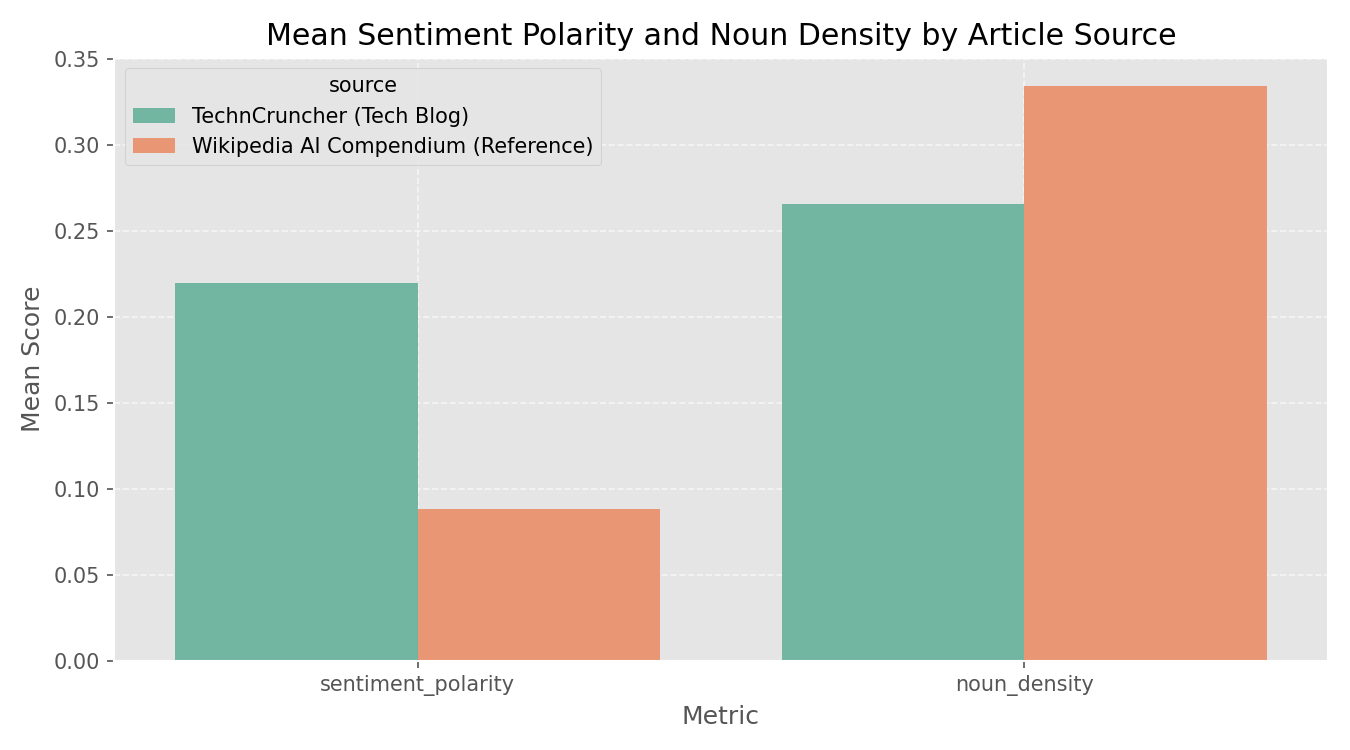 Mean Sentiment Polarity and Noun Density by Article Source
source
TechnCruncher (Tech Blog)
Wikipedia AI Compendium (Reference)
Mean Score
0.35
0.30
0.25
0.20
0.15
0.10
0.05
0.00
sentiment_polarity
noun_density
Metric